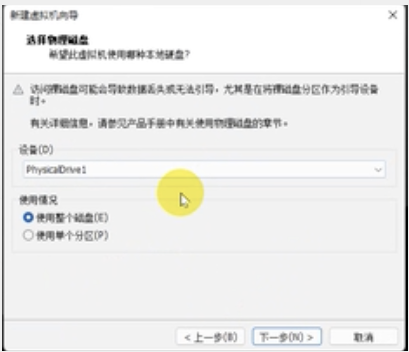 新建虚拟机向导
选择物理磁盘
希望此虚拟机使用哪种本地硬盘?
访问物理磁盘可能会导致数据丢失或无法引导，尤其是在将物理磁盘分区作为引导设备
时。
有关详细信息，请参见产品手册中有关使用物理磁盘的章节。
设备(D)
PhysicalDrive1
使用情况
使用整个磁盘(E)
使用单个分区(P)
< 上一步(B) 下一步(N) > 取消